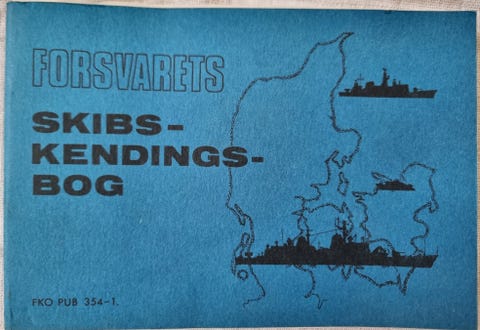 FORSVARETS
SKIBS-
KENDINGS-
BOG
FKO PUB 354-1.